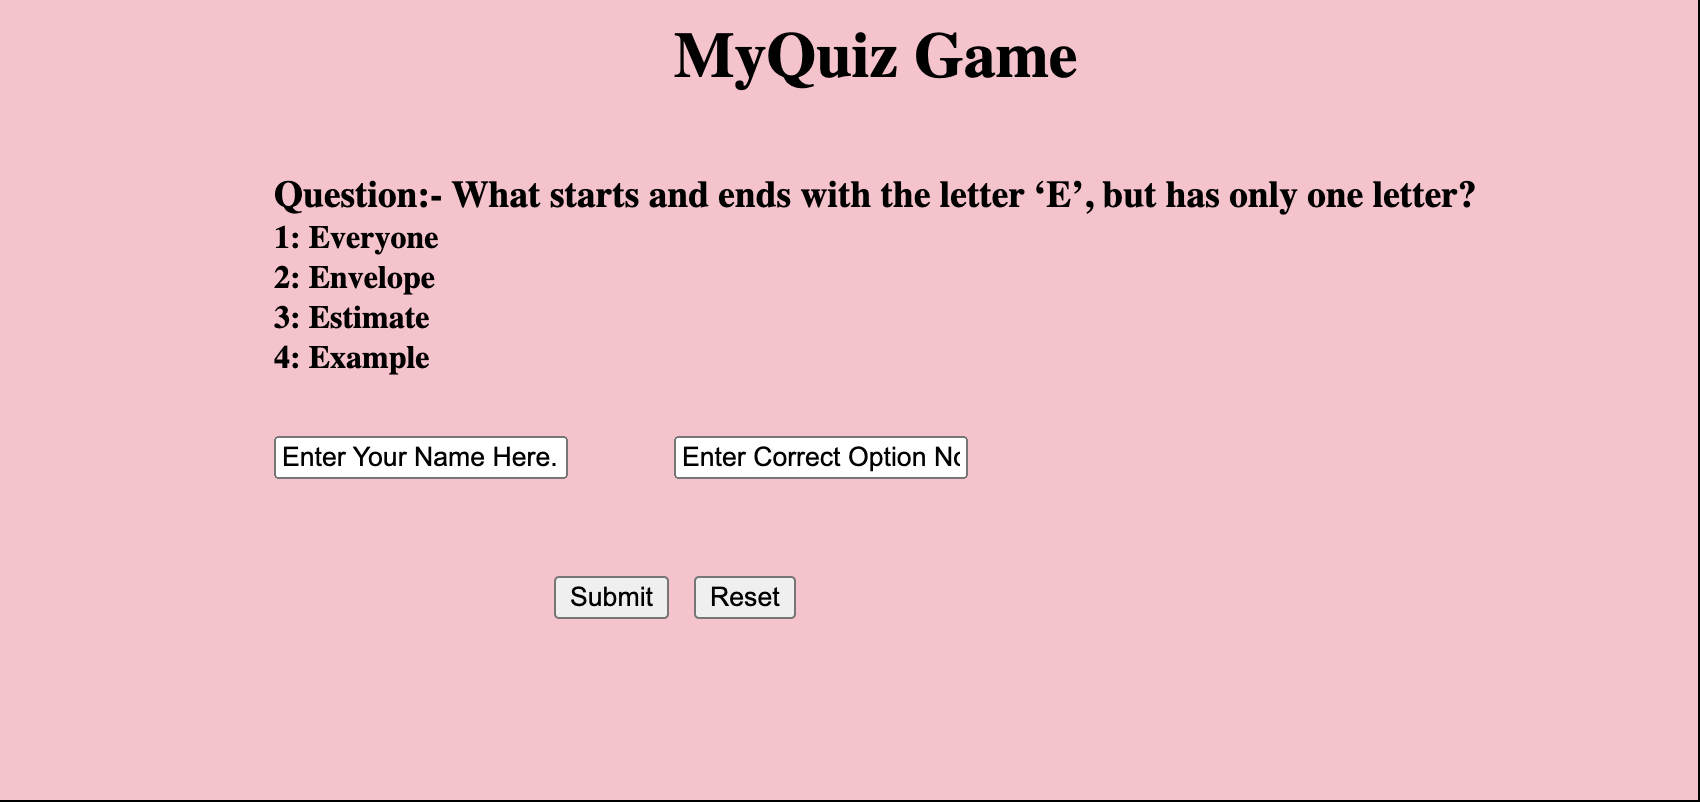 MyQuiz Game
Question:- What starts and ends with the letter ‘E’, but has only one letter?
1: Everyone
2: Envelope
3: Estimate
4: Example
Enter Your Name Here. Enter Correct Option
Submit Reset